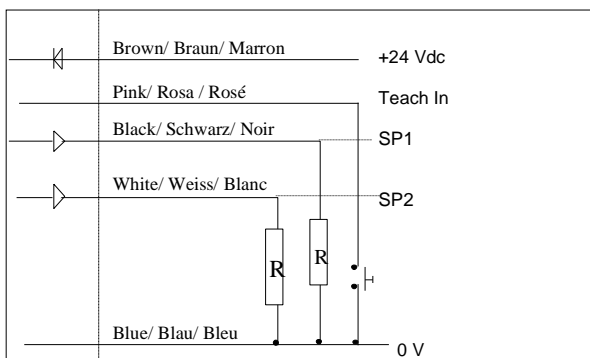 Brown/ Braun/ Marron
+24 Vdc
Pink/ Rosa / Rosé
Teach In
Black/ Schwarz/ Noir
SP1
White/ Weiss/ Blanc
SP2
R
R
Blue/ Blau/ Bleu
0 V